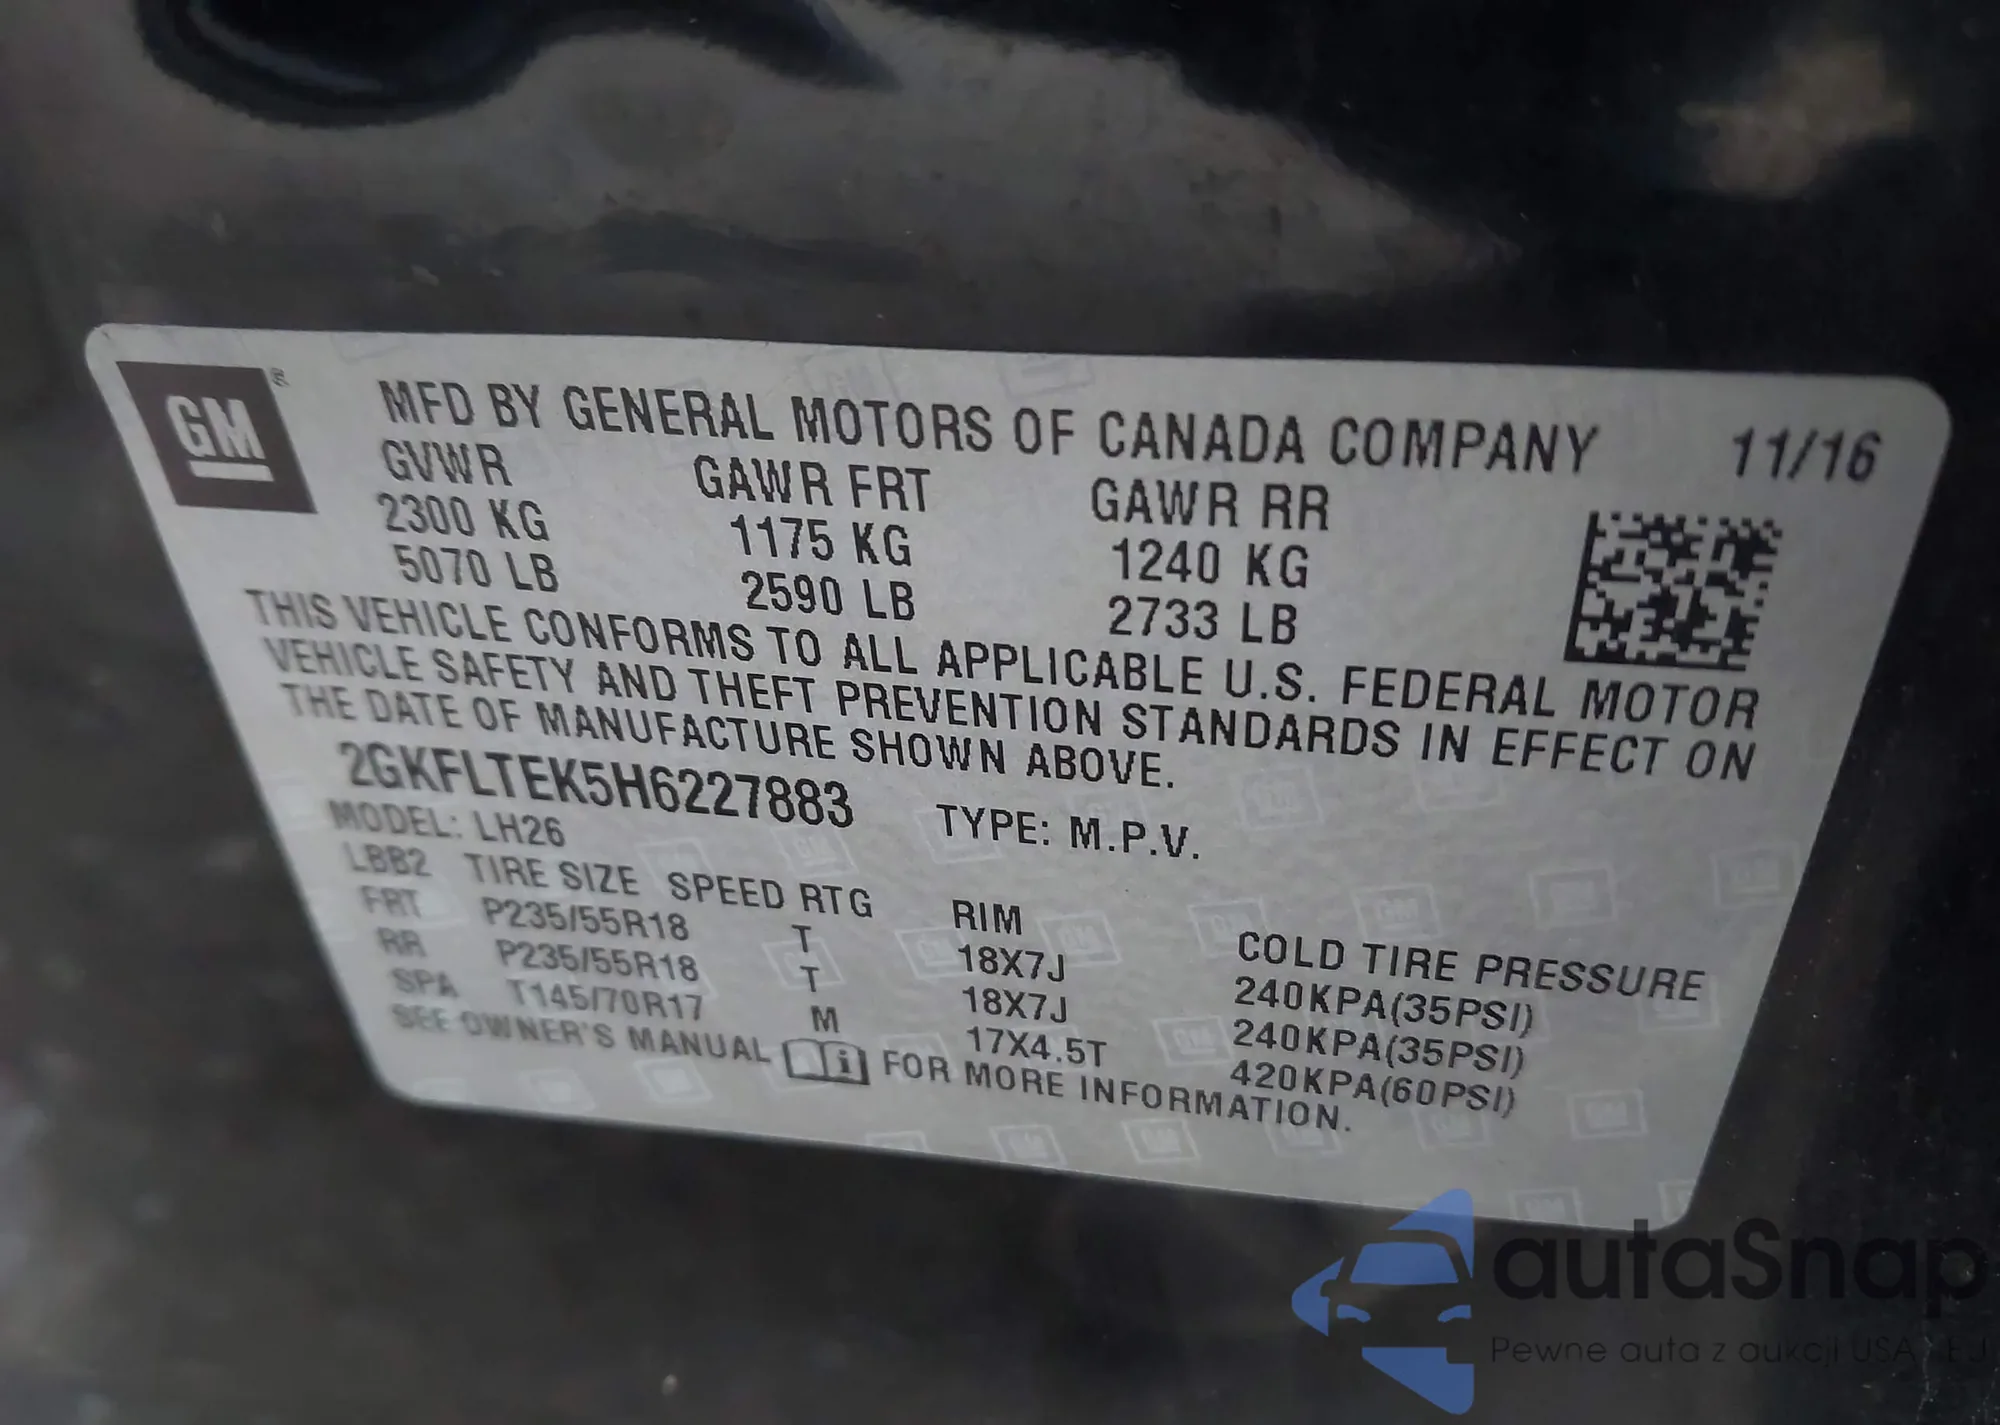 GM ®
MFD BY GENERAL MOTORS OF CANADA COMPANY 11/16
GVWR GAWR FRT GAWR RR
2300 KG 1175 KG 1240 KG
5070 LB 2590 LB 2733 LB
THIS VEHICLE CONFORMS TO ALL APPLICABLE U.S. FEDERAL MOTOR
VEHICLE SAFETY AND THEFT PREVENTION STANDARDS IN EFFECT ON
THE DATE OF MANUFACTURE SHOWN ABOVE.
2GKFLTEK5H6227883 TYPE: M.P.V.
MODEL: LH26
LBB2 TIRE SIZE SPEED RTG RIM COLD TIRE PRESSURE
FRT P235/55R18 T 18X7J 240KPA(35PSI)
RR P235/55R18 T 18X7J 240KPA(35PSI)
SPA T145/70R17 M 17X4.5T 420KPA(60PSI)
SEE OWNER'S MANUAL i FOR MORE INFORMATION.
autaSnap
Pewne auta z aukcji USA